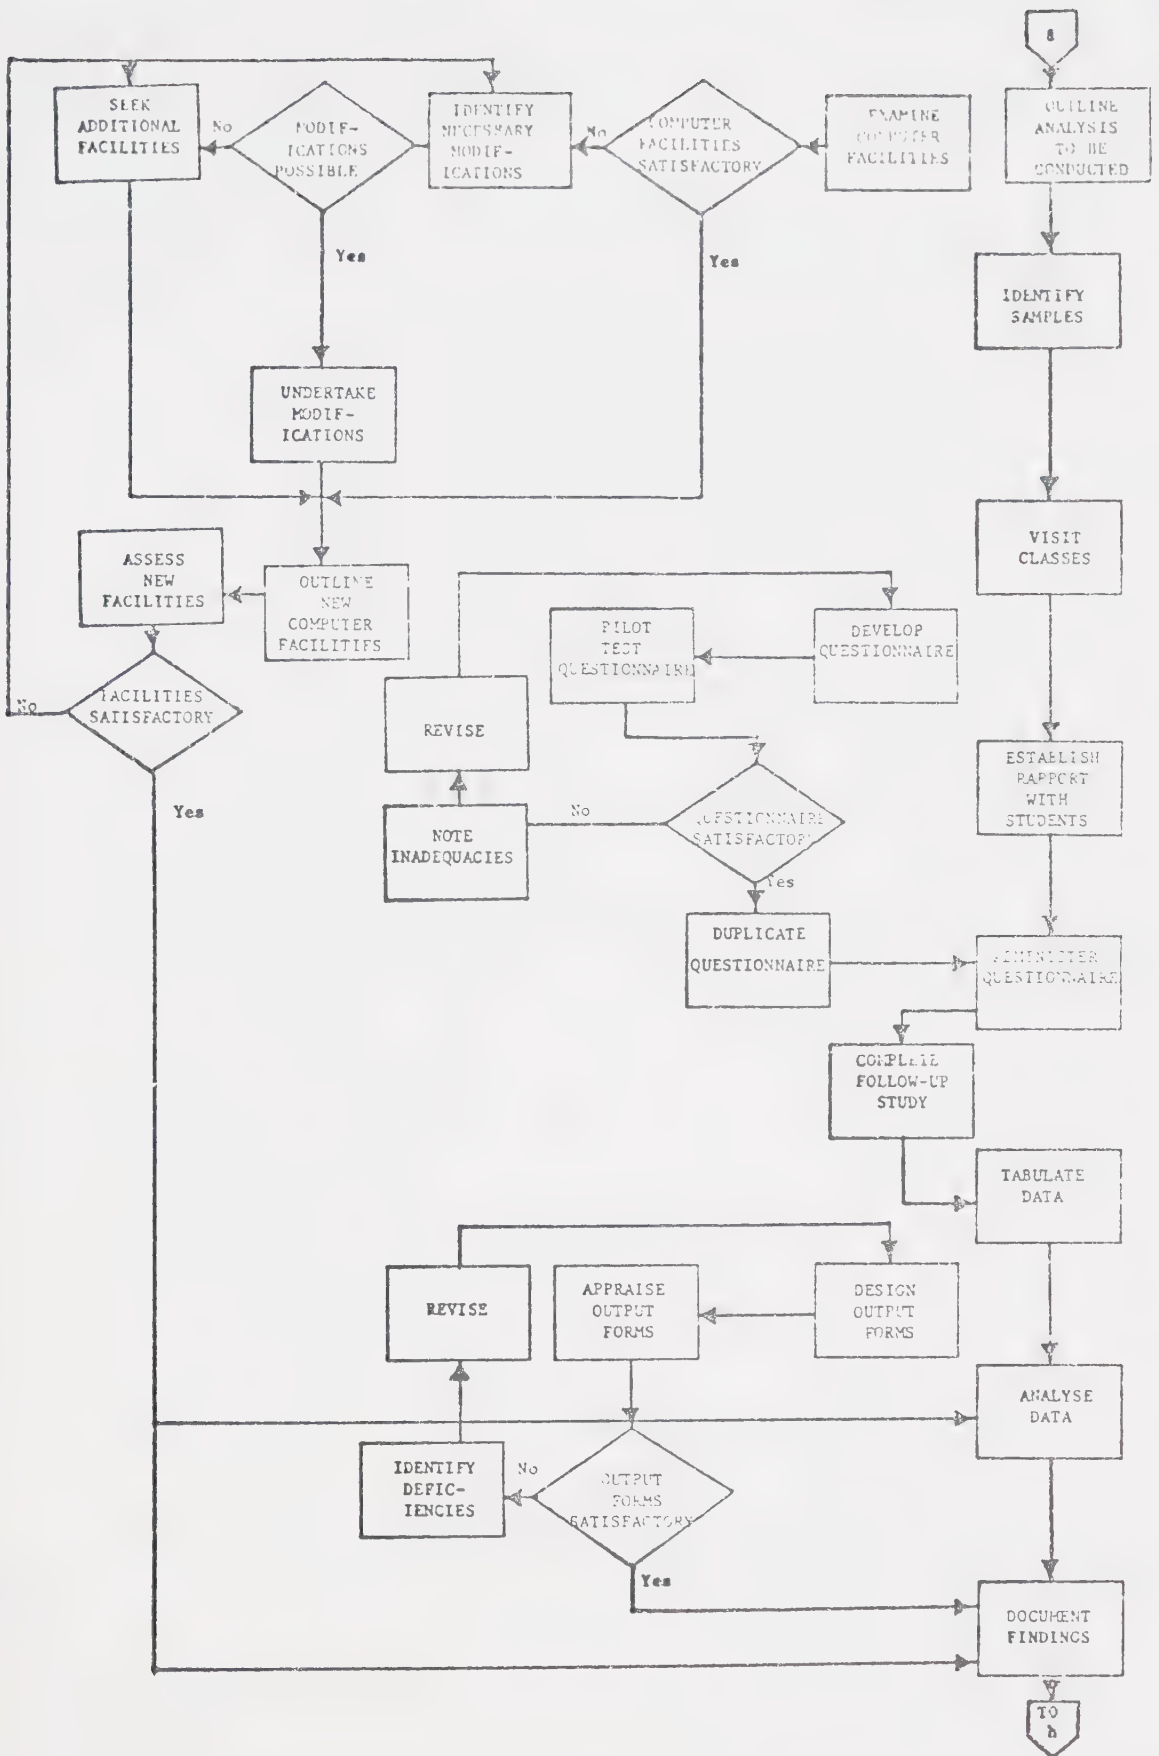 SEEK
ADDITIONAL
FACILITIES
No
MODIF-
ICATIONS
POSSIBLE
Yes
IDENTIFY
NECESSARY
MODIF-
ICATIONS
No
COMPUTER
FACILITIES
SATISFACTORY
Yes
EXAMINE
COMPUTER
FACILITIES
OUTLINE
ANALYSIS
TO BE
CONDUCTED
IDENTIFY
SAMPLES
UNDERTAKE
MODIF-
ICATIONS
VISIT
CLASSES
ASSESS
NEW
FACILITIES
OUTLINE
NEW
COMPUTER
FACILITIES
PILOT
TEST
QUESTIONNAIRE
DEVELOP
QUESTIONNAIRE
No
FACILITIES
SATISFACTORY
Yes
REVISE
ESTABLISH
RAPPORT
WITH
STUDENTS
NOTE
INADEQUACIES
No
QUESTIONNAIRE
SATISFACTORY
Yes
DUPLICATE
QUESTIONNAIRE
ADMINISTER
QUESTIONNAIRE
COMPLETE
FOLLOW-UP
STUDY
TABULATE
DATA
REVISE
APPRAISE
OUTPUT
FORMS
DESIGN
OUTPUT
FORMS
ANALYSE
DATA
IDENTIFY
DEFIC-
IENCIES
No
OUTPUT
FORMS
SATISFACTORY
Yes
DOCUMENT
FINDINGS
TO
h